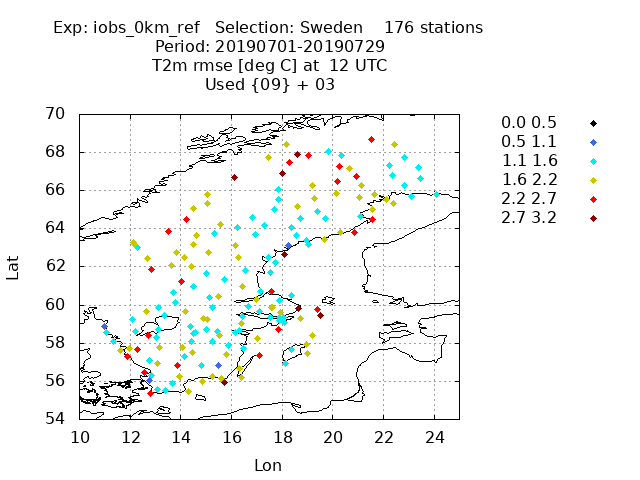 Exp: iobs_0km_ref   Selection: Sweden    176 stations
Period: 20190701-20190729
T2m rmse [deg C] at  12 UTC
Used {09} + 03
70
68
66
64
62
60
58
56
54
Lat
10 12 14 16 18 20 22 24
Lon
0.0 0.5
0.5 1.1
1.1 1.6
1.6 2.2
2.2 2.7
2.7 3.2